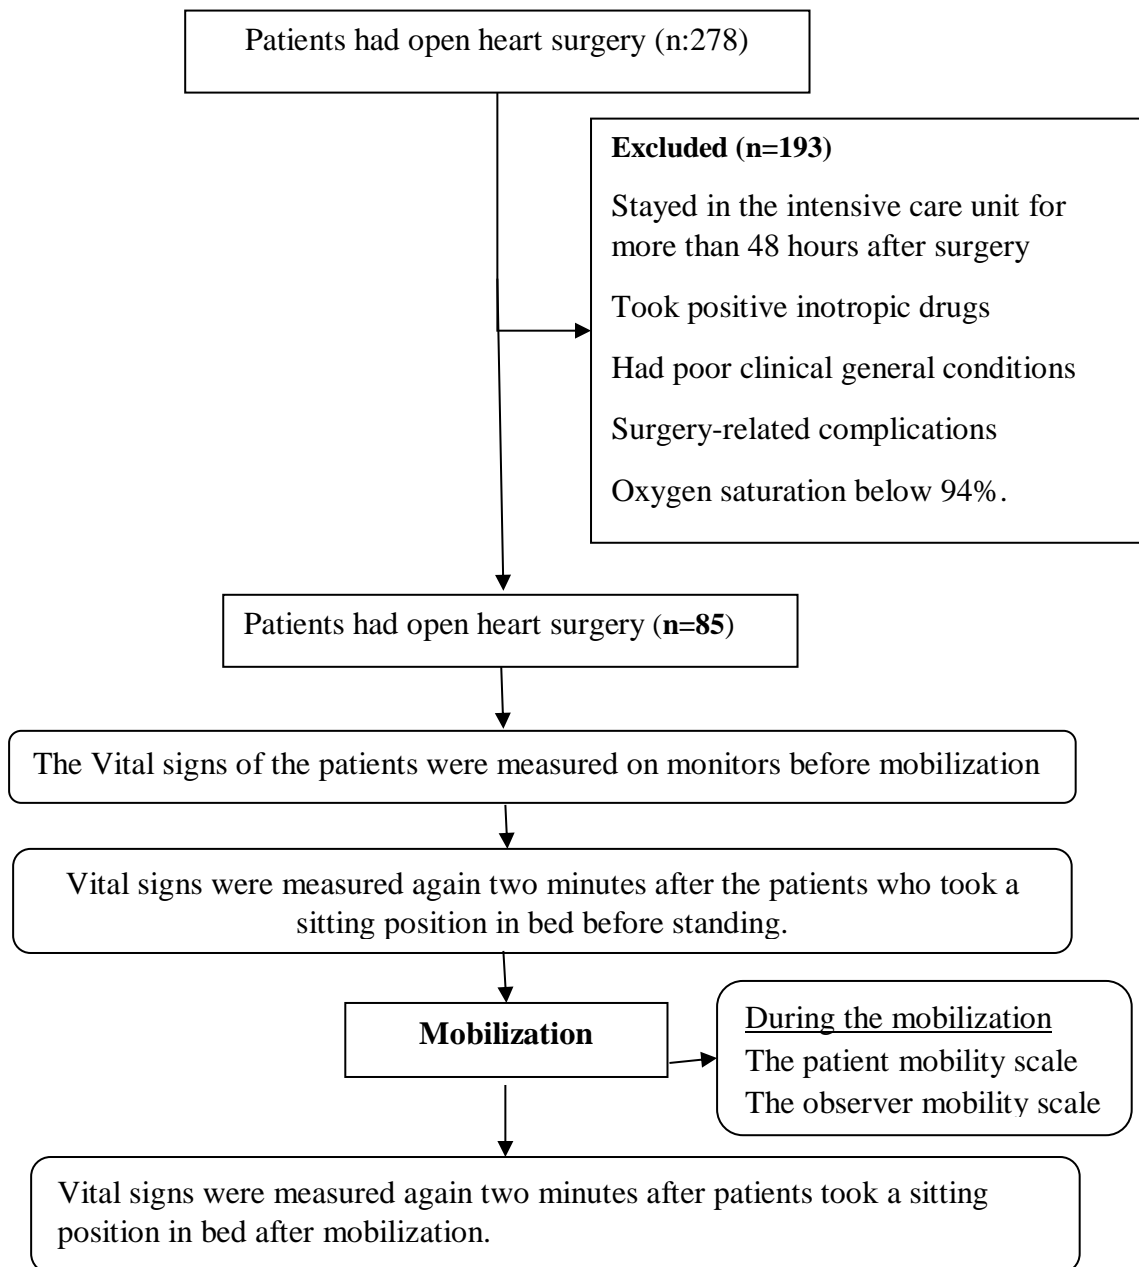 Patients had open heart surgery (n:278)
Excluded (n=193)
Stayed in the intensive care unit for
more than 48 hours after surgery
Took positive inotropic drugs
Had poor clinical general conditions
Surgery-related complications
Oxygen saturation below 94%.
Patients had open heart surgery (n=85)
The Vital signs of the patients were measured on monitors before mobilization
Vital signs were measured again two minutes after the patients who took a
sitting position in bed before standing.
Mobilization
During the mobilization
The patient mobility scale
The observer mobility scale
Vital signs were measured again two minutes after patients took a sitting
position in bed after mobilization.